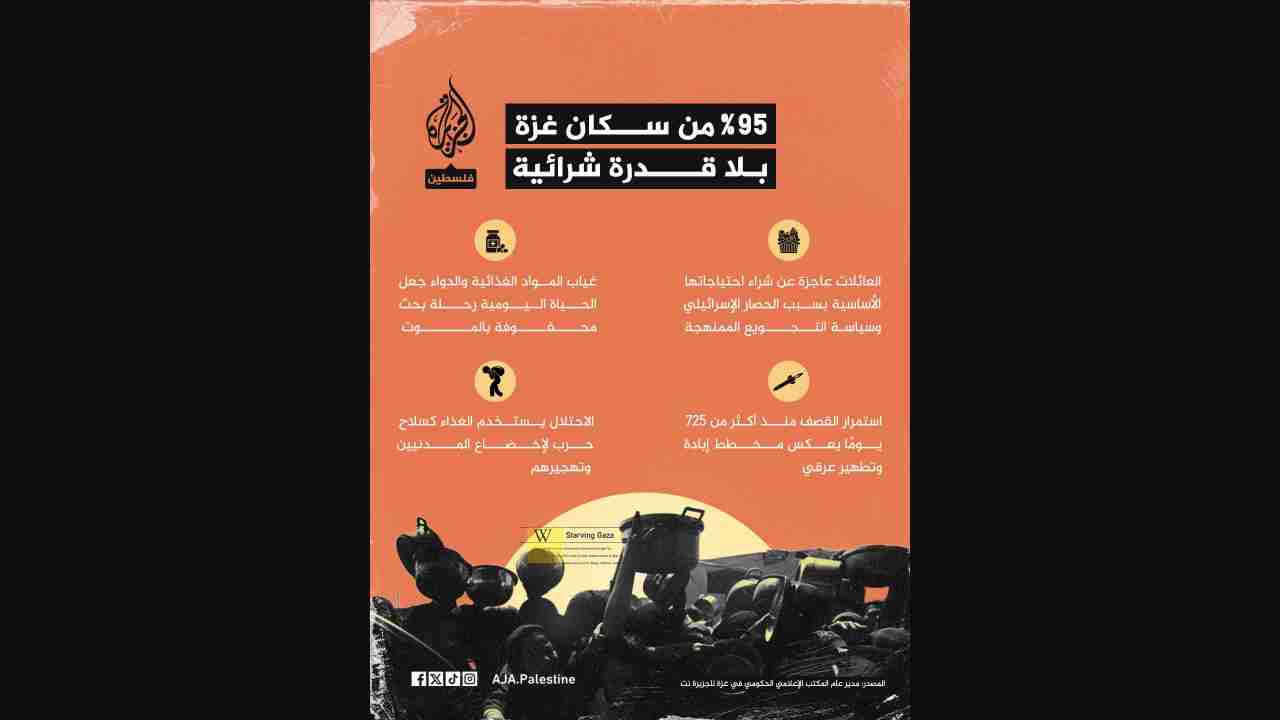 الجزيرة
فلسطين
95% من سكان غزة
بلا قدرة شرائية
العائلات عاجزة عن شراء احتياجاتها
الأساسية بسبب الحصار الإسرائيلي
وسياسة التجويع الممنهجة
غياب المواد الغذائية والدواء جعل
الحياة اليومية رحلة بحث
محفوفة بالموت
استمرار القصف منذ أكثر من 725
يومًا يعكس مخطط إبادة
وتطهير عرقي
الاحتلال يستخدم الغذاء كسلاح
حرب لإخضاع المدنيين
وتهجيرهم
W Starving Gaza
AJA.Palestine
المصدر: مدير عام المكتب الإعلامي الحكومي في غزة للجزيرة نت